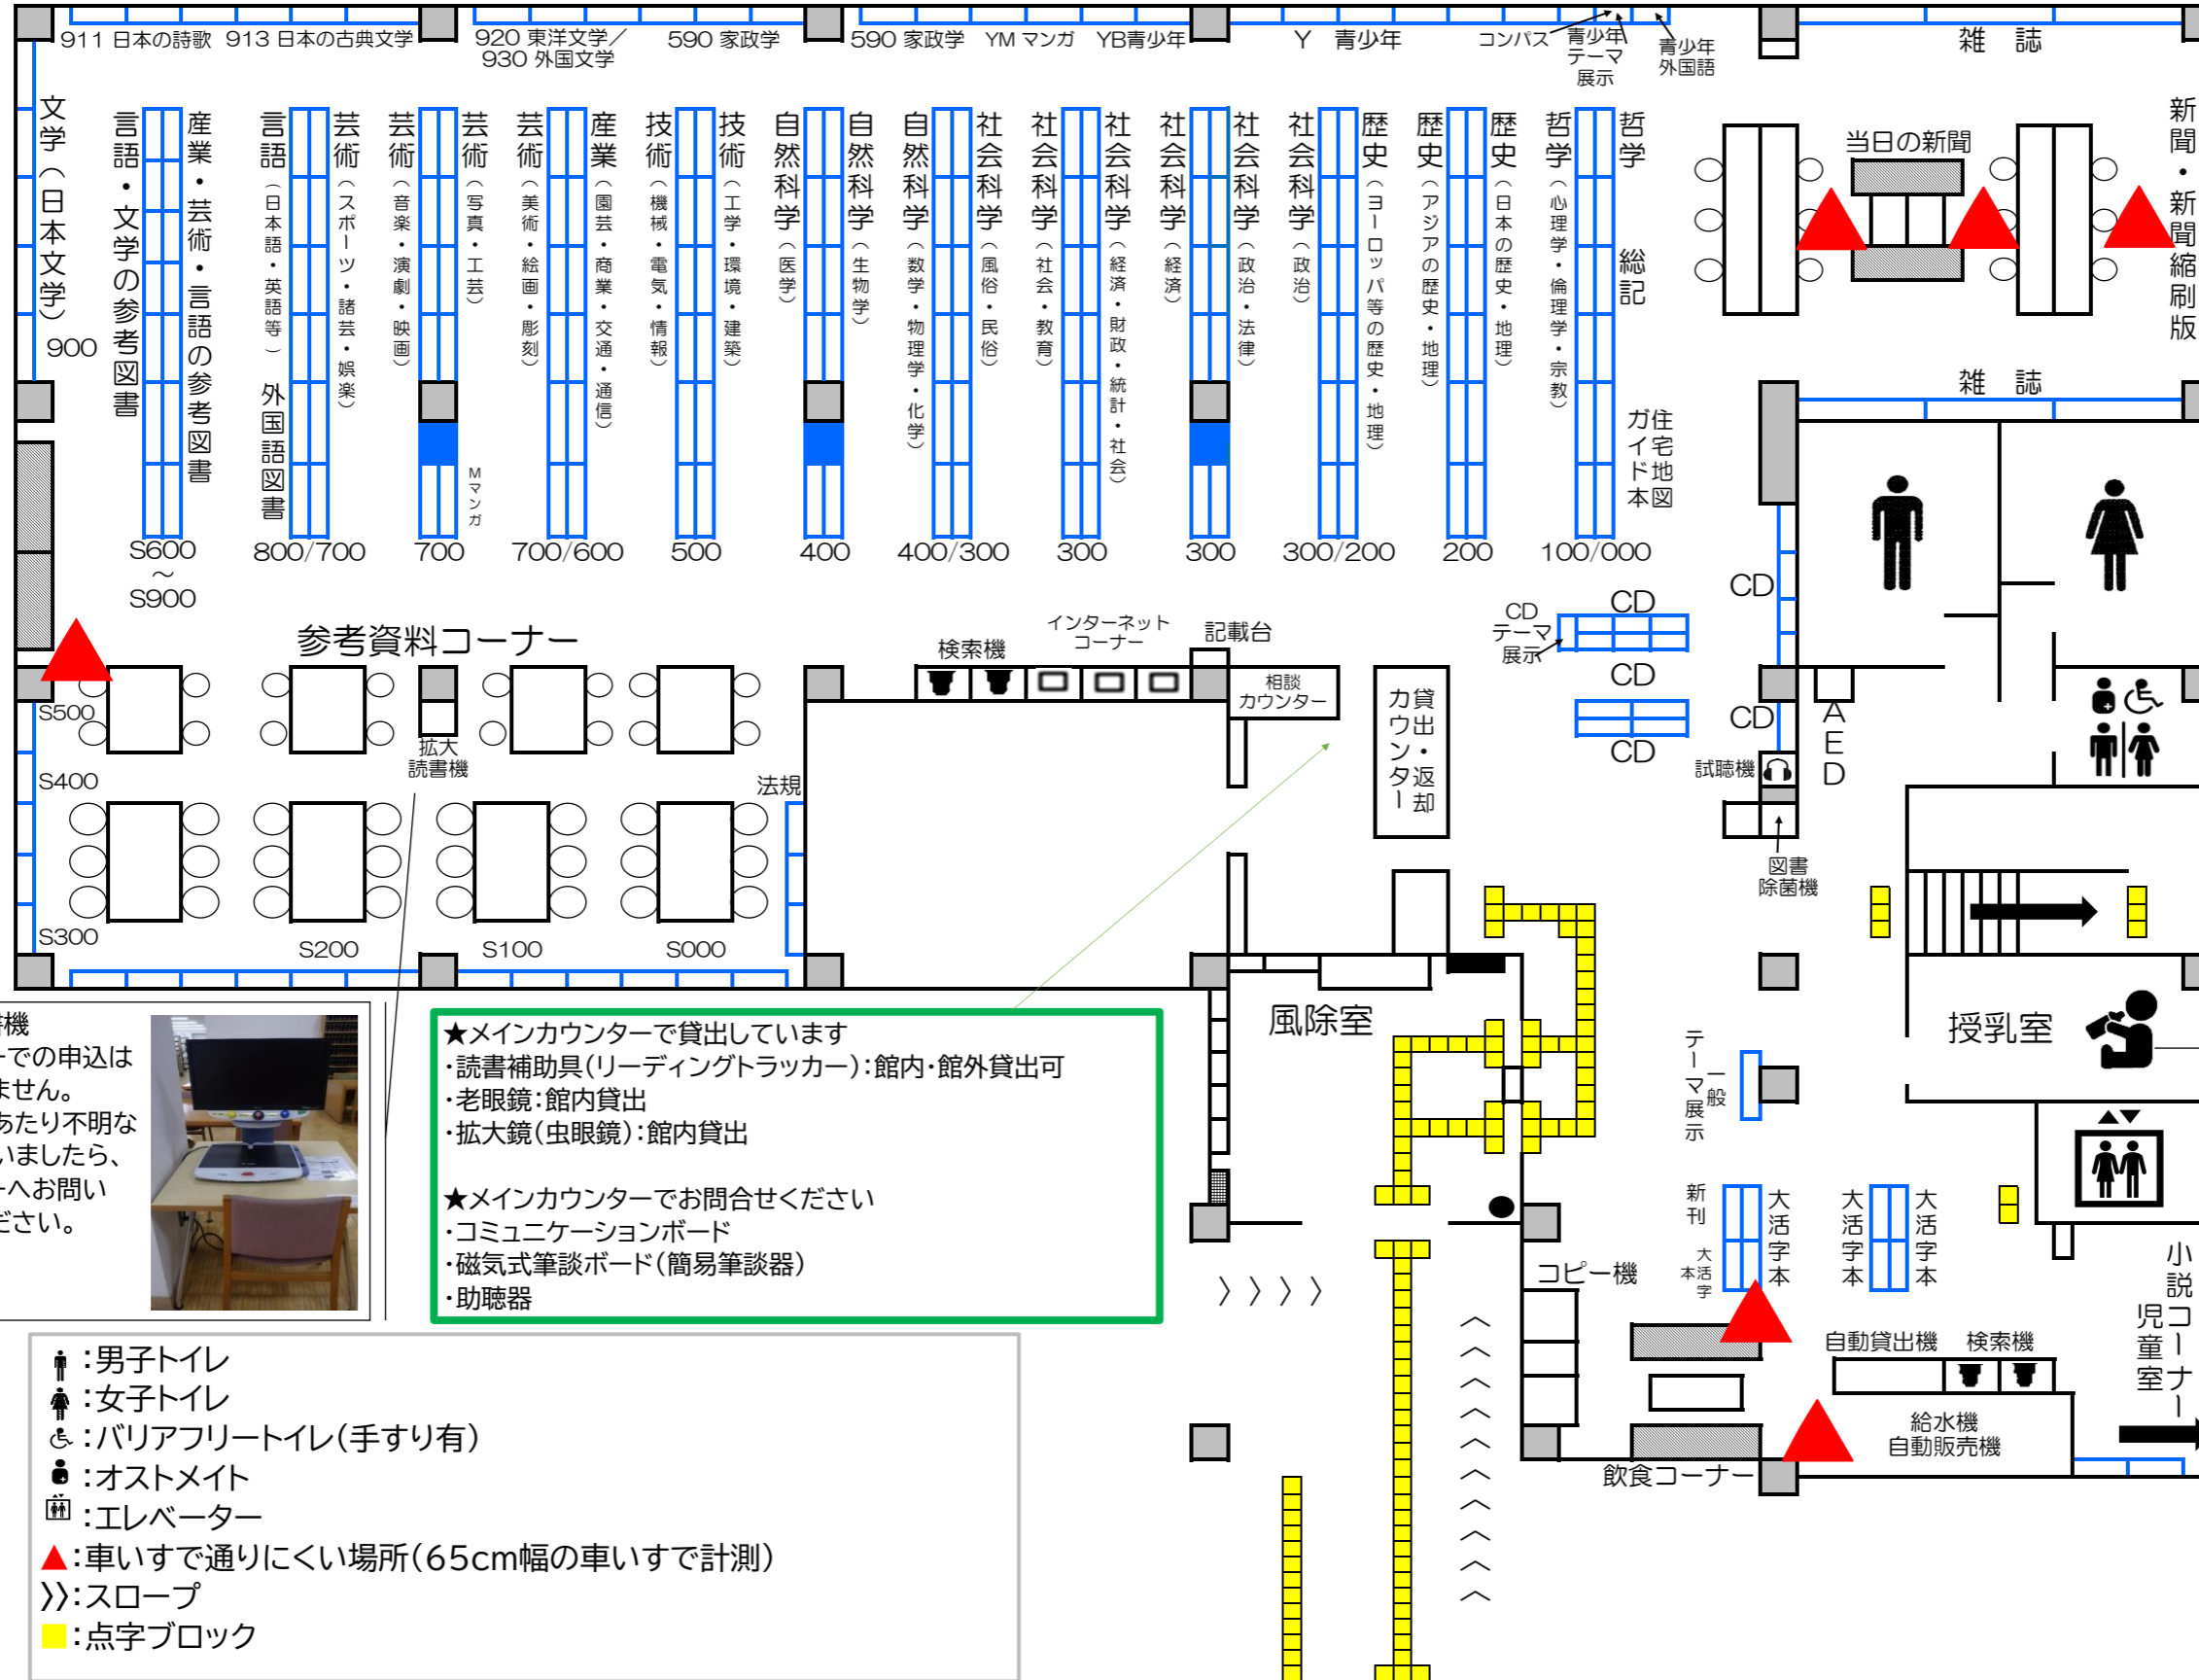 911 日本の詩歌
913 日本の古典文学
920 東洋文学/
930 外国文学
590 家政学
590 家政学
YM マンガ
YB青少年
Y 青少年
コンパス
青少年
テーマ
展示
青少年
外国語
雑 誌
文学(日本文学)
900
言語・文学の参考図書
産業・芸術・言語の参考図書
言語(日本語・英語等)
外国語図書
芸術(スポーツ・諸芸・娯楽)
芸術(音楽・演劇・映画)
芸術(写真・工芸)
Mマンガ
芸術(美術・絵画・彫刻)
産業(園芸・商業・交通・通信)
技術(機械・電気・情報)
技術(工学・環境・建築)
自然科学(医学)
自然科学(生物学)
自然科学(数学・物理学・化学)
社会科学(風俗・民俗)
社会科学(社会・教育)
社会科学(経済・財政・統計・社会)
社会科学(経済)
社会科学(政治・法律)
社会科学(政治)
歴史(ヨーロッパ等の歴史・地理)
歴史(アジアの歴史・地理)
歴史(日本の歴史・地理)
哲学(心理学・倫理学・宗教)
哲学
総記
住宅地図
ガイド本
当日の新聞
新聞・新聞縮刷版
雑 誌
S600
~
S900
800/700
700
700/600
500
400
400/300
300
300
300/200
200
100/000
参考資料コーナー
検索機
インターネット
コーナー
記載台
相談
カウンター
貸出・返却
カウンター
CD
テーマ
展示
CD
CD
CD
CD
CD
試聴機
AED
図書
除菌機
S500
S400
S300
S200
S100
S000
拡大
読書機
法規
風除室
授乳室
一般
テーマ展示
新刊
大活字
本
大活字本
大活字本
大活字本
コピー機
自動貸出機
検索機
給水機
自動販売機
飲食コーナー
小説コーナー
児童室
書機
ーでの申込は
ません。
あたり不明な
いましたら、
ーへお問い
ださい。
★メインカウンターで貸出しています
・読書補助具(リーディングトラッカー):館内・館外貸出可
・老眼鏡:館内貸出
・拡大鏡(虫眼鏡):館内貸出
★メインカウンターでお問合せください
・コミュニケーションボード
・磁気式筆談ボード(簡易筆談器)
・助聴器
:男子トイレ
:女子トイレ
:バリアフリートイレ(手すり有)
:オストメイト
:エレベーター
▲:車いすで通りにくい場所(65cm幅の車いすで計測)
》:スロープ
■:点字ブロック